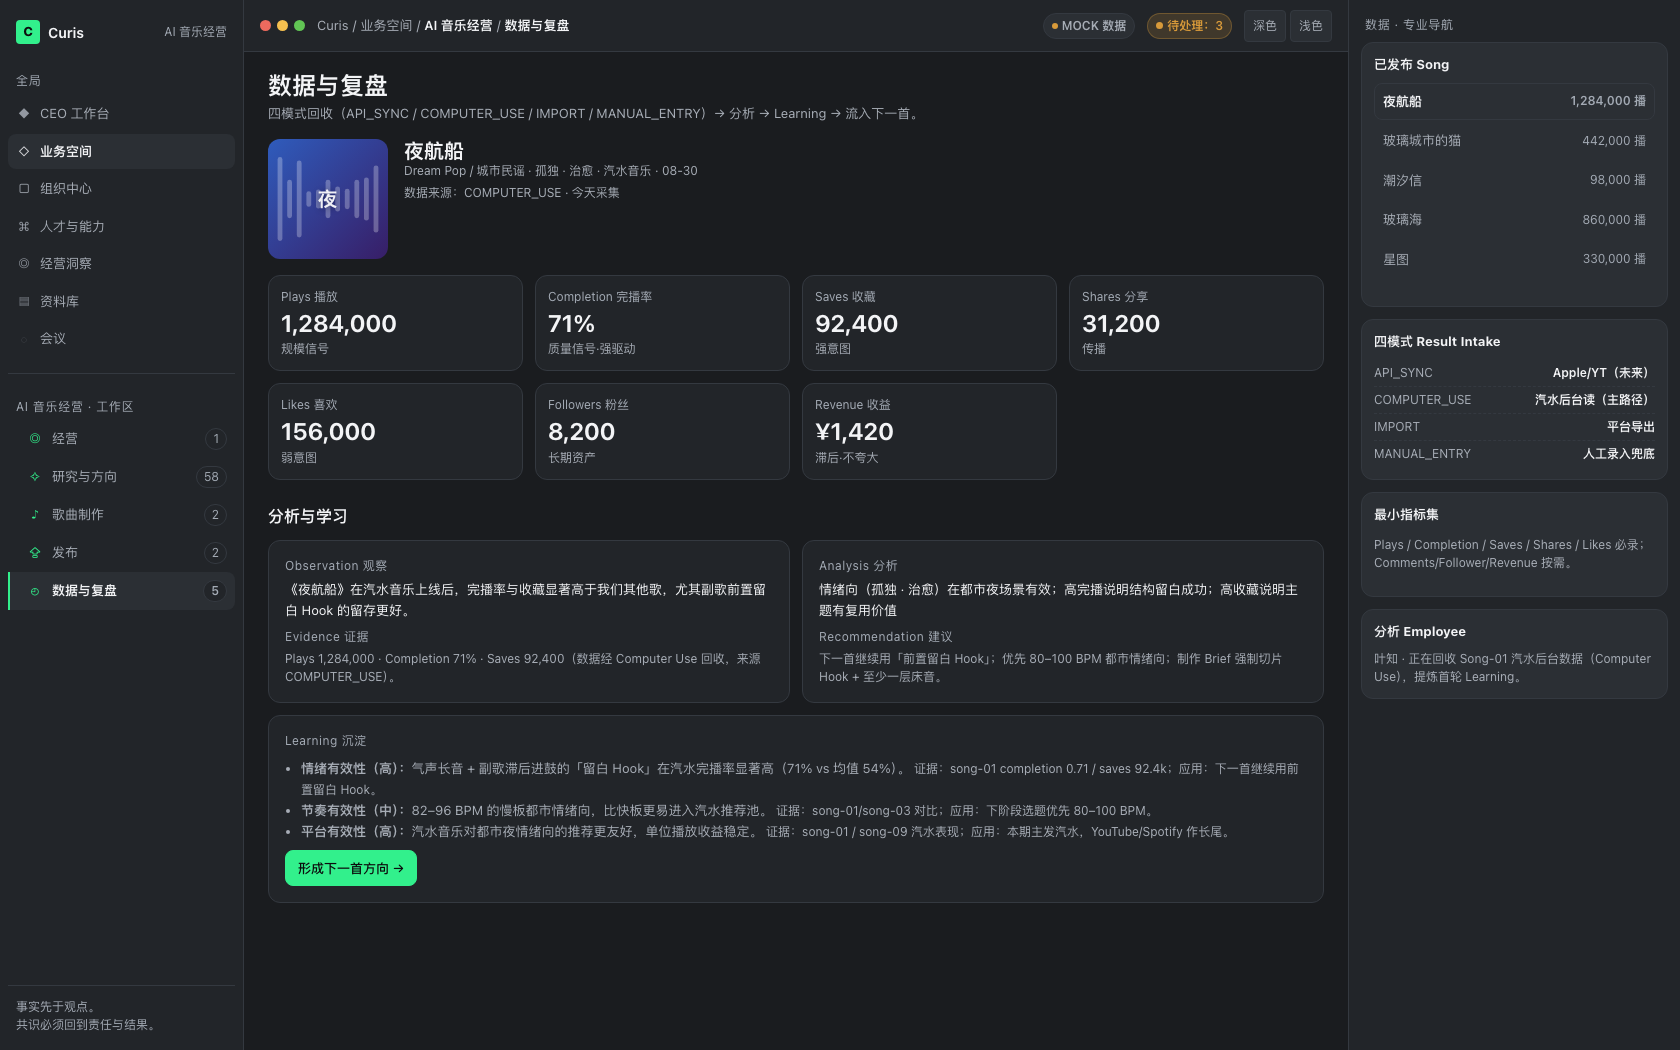 C Curis AI 音乐经营
全局
◆ CEO 工作台
◇ 业务空间
▢ 组织中心
⌘ 人才与能力
◎ 经营洞察
▤ 资料库
会议
AI 音乐经营 · 工作区
◎ 经营 1
✧ 研究与方向 58
♪ 歌曲制作 2
发布 2
◴ 数据与复盘 5
事实先于观点。
共识必须回到责任与结果。
Curis / 业务空间 / AI 音乐经营 / 数据与复盘
MOCK 数据
待处理：3
深色
浅色
数据与复盘
四模式回收（API_SYNC / COMPUTER_USE / IMPORT / MANUAL_ENTRY）→ 分析 → Learning → 流入下一首。
夜
夜航船
Dream Pop / 城市民谣 · 孤独 · 治愈 · 汽水音乐 · 08-30
数据来源：COMPUTER_USE · 今天采集
Plays 播放
1,284,000
规模信号
Completion 完播率
71%
质量信号·强驱动
Saves 收藏
92,400
强意图
Shares 分享
31,200
传播
Likes 喜欢
156,000
弱意图
Followers 粉丝
8,200
长期资产
Revenue 收益
¥1,420
滞后·不夸大
分析与学习
Observation 观察
《夜航船》在汽水音乐上线后，完播率与收藏显著高于我们其他歌，尤其副歌前置留
白 Hook 的留存更好。
Evidence 证据
Plays 1,284,000 · Completion 71% · Saves 92,400（数据经 Computer Use 回收，来源
COMPUTER_USE）。
Analysis 分析
情绪向（孤独 · 治愈）在都市夜场景有效；高完播说明结构留白成功；高收藏说明主
题有复用价值
Recommendation 建议
下一首继续用「前置留白 Hook」；优先 80–100 BPM 都市情绪向；制作 Brief 强制切片
Hook + 至少一层床音。
Learning 沉淀
• 情绪有效性（高）：气声长音 + 副歌滞后进鼓的「留白 Hook」在汽水完播率显著高（71% vs 均值 54%）。 证据：song-01 completion 0.71 / saves 92.4k；应用：下一首继续用前
置留白 Hook。
• 节奏有效性（中）：82–96 BPM 的慢板都市情绪向，比快板更易进入汽水推荐池。 证据：song-01/song-03 对比；应用：下阶段选题优先 80–100 BPM。
• 平台有效性（高）：汽水音乐对都市夜情绪向的推荐更友好，单位播放收益稳定。 证据：song-01 / song-09 汽水表现；应用：本期主发汽水，YouTube/Spotify 作长尾。
形成下一首方向 →
数据 · 专业导航
已发布 Song
夜航船 1,284,000 播
玻璃城市的猫 442,000 播
潮汐信 98,000 播
玻璃海 860,000 播
星图 330,000 播
四模式 Result Intake
API_SYNC Apple/YT（未来）
COMPUTER_USE 汽水后台读（主路径）
IMPORT 平台导出
MANUAL_ENTRY 人工录入兜底
最小指标集
Plays / Completion / Saves / Shares / Likes 必录；
Comments/Follower/Revenue 按需。
分析 Employee
叶知 · 正在回收 Song-01 汽水后台数据（Computer
Use），提炼首轮 Learning。